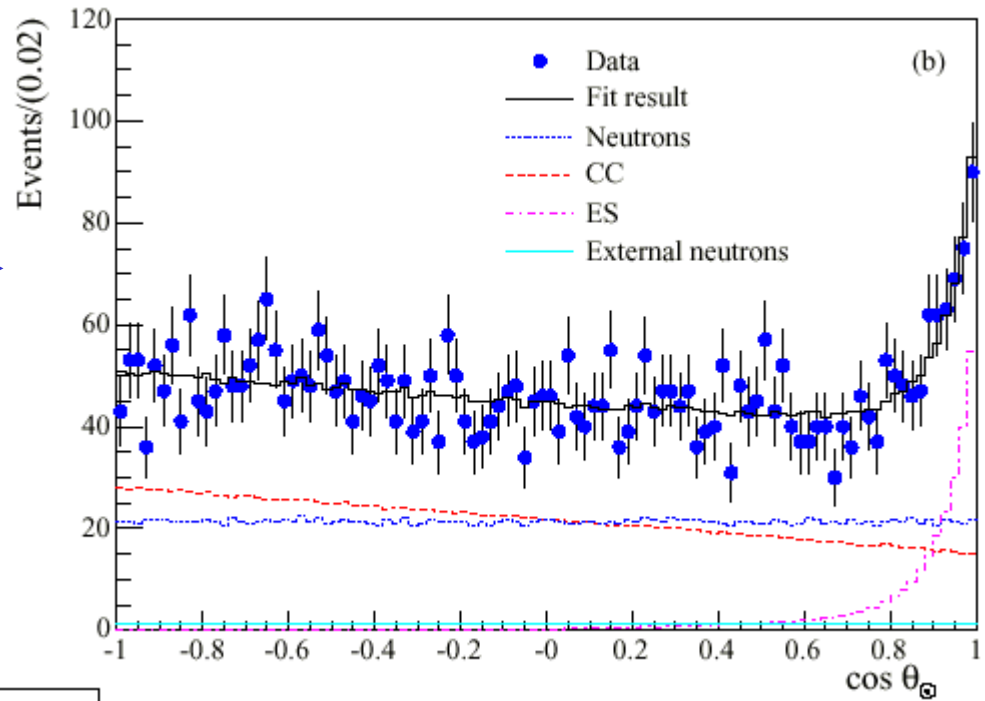 Events/(0.02)
120
100
80
60
40
20
0
Data
Fit result
Neutrons
CC
ES
External neutrons
(b)
-1 -0.8 -0.6 -0.4 -0.2 -0 0.2 0.4 0.6 0.8 1
cos θ☉